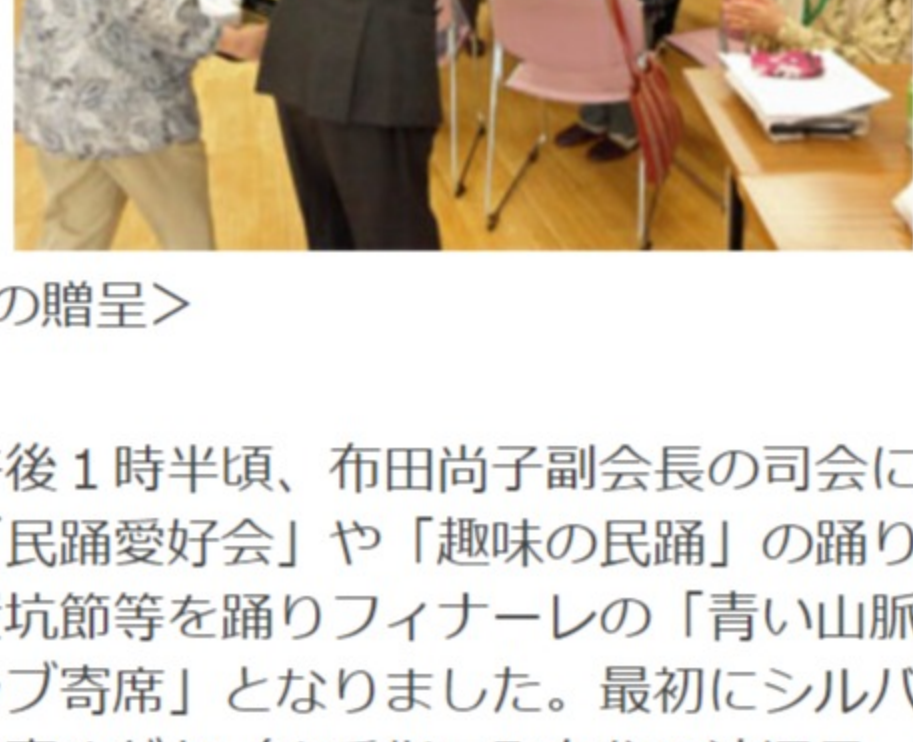 の贈呈＞
後１時半頃、布田尚子副会長の司会に
「民踊愛好会」や「趣味の民踊」の踊り
坑節等を踊りフィナーレの「青い山脈
ブ寄席」となりました。最初にシルバ